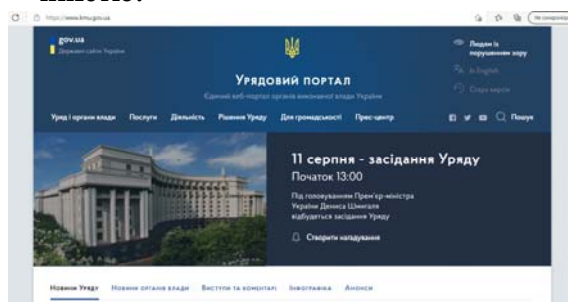 https://www.kmu.gov.ua
gov.ua
Державні сайти України
Людям із
порушенням зору
In English
Стара версія
Урядовий портал
Єдиний веб-портал органів виконавчої влади України
Уряд і органи влади Послуги Діяльність Рішення Уряду Для громадськості Прес-центр Пошук
11 серпня - засідання Уряду
Початок 13:00
Під головуванням Прем'єр-міністра
України Дениса Шмигаля
відбудеться засідання Уряду
Створити нагадування
Новини Уряду Новини органів влади Виступи та коментарі Інфографіка Анонси